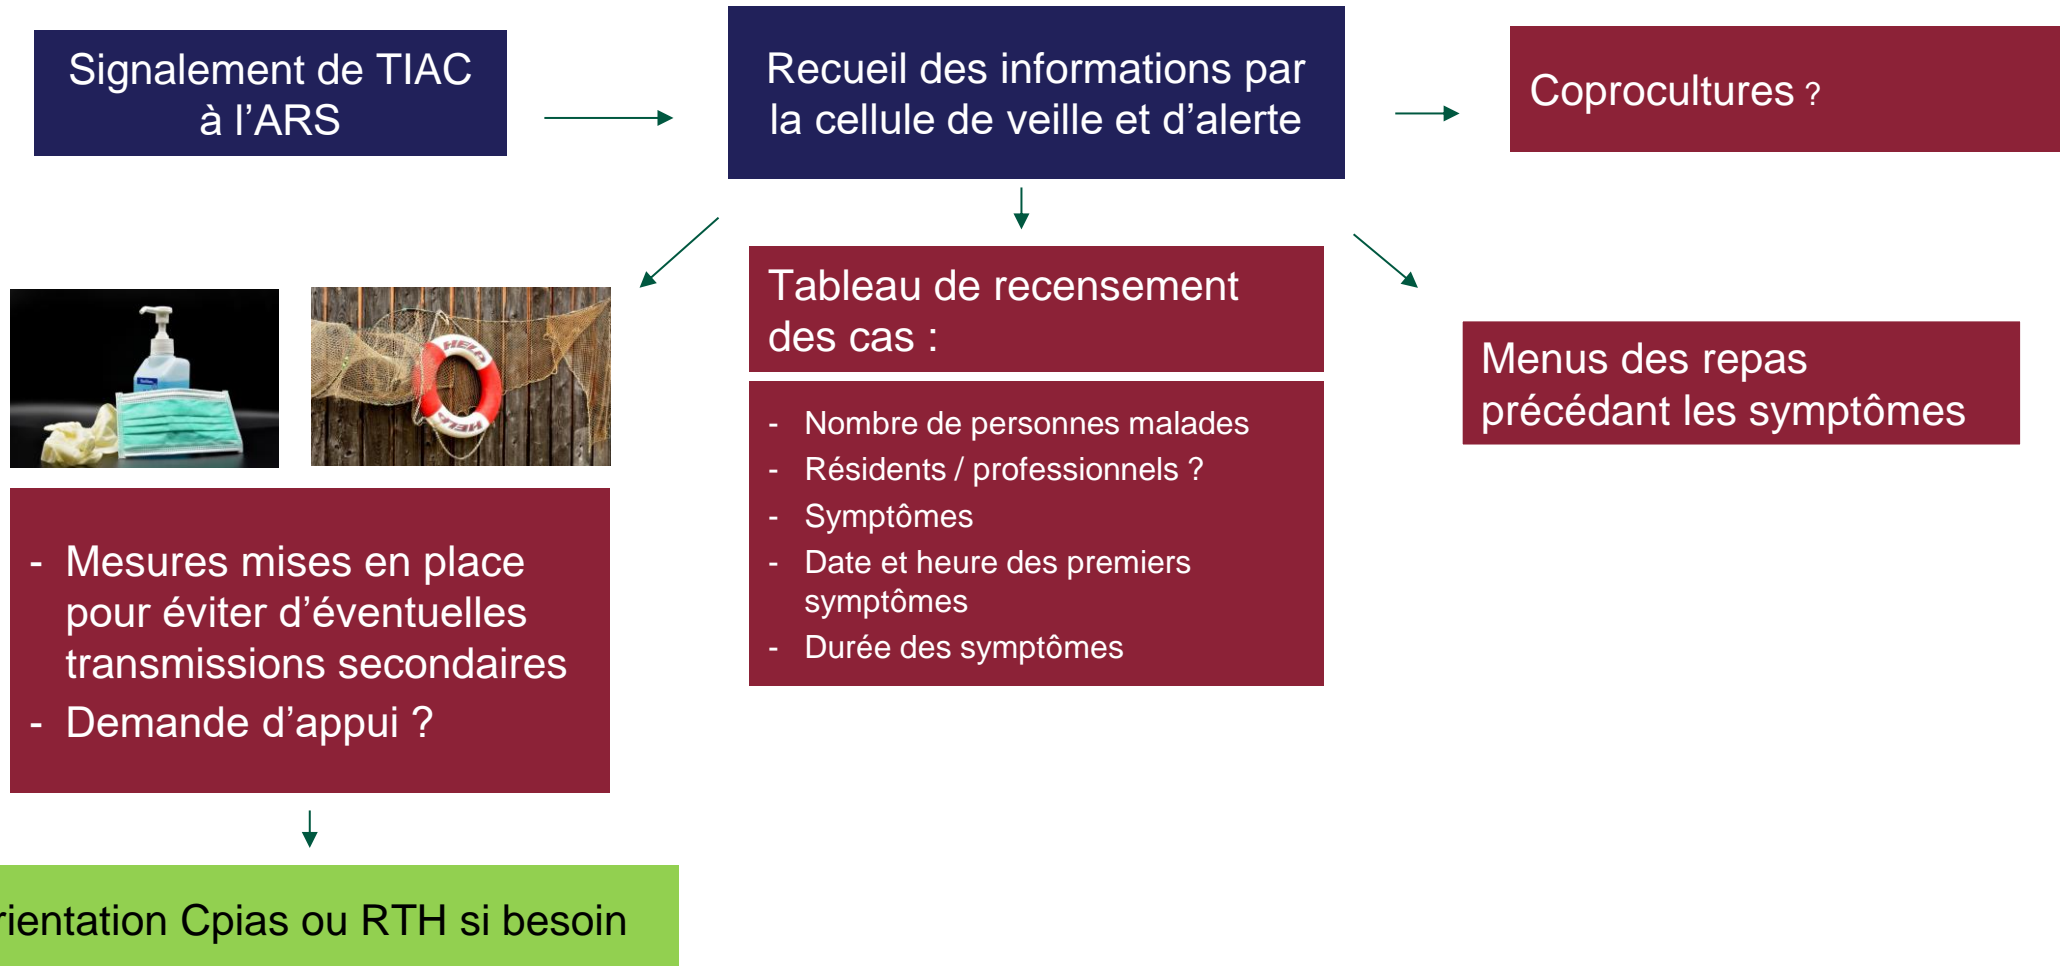 Signalement de TIAC
à l’ARS
Recueil des informations par
la cellule de veille et d’alerte
Coprocultures ?
HELP
Tableau de recensement
des cas :
Menus des repas
précédant les symptômes
- Nombre de personnes malades
- Résidents / professionnels ?
- Symptômes
- Date et heure des premiers
symptômes
- Durée des symptômes
- Mesures mises en place
pour éviter d’éventuelles
transmissions secondaires
- Demande d’appui ?
rientation Cpias ou RTH si besoin